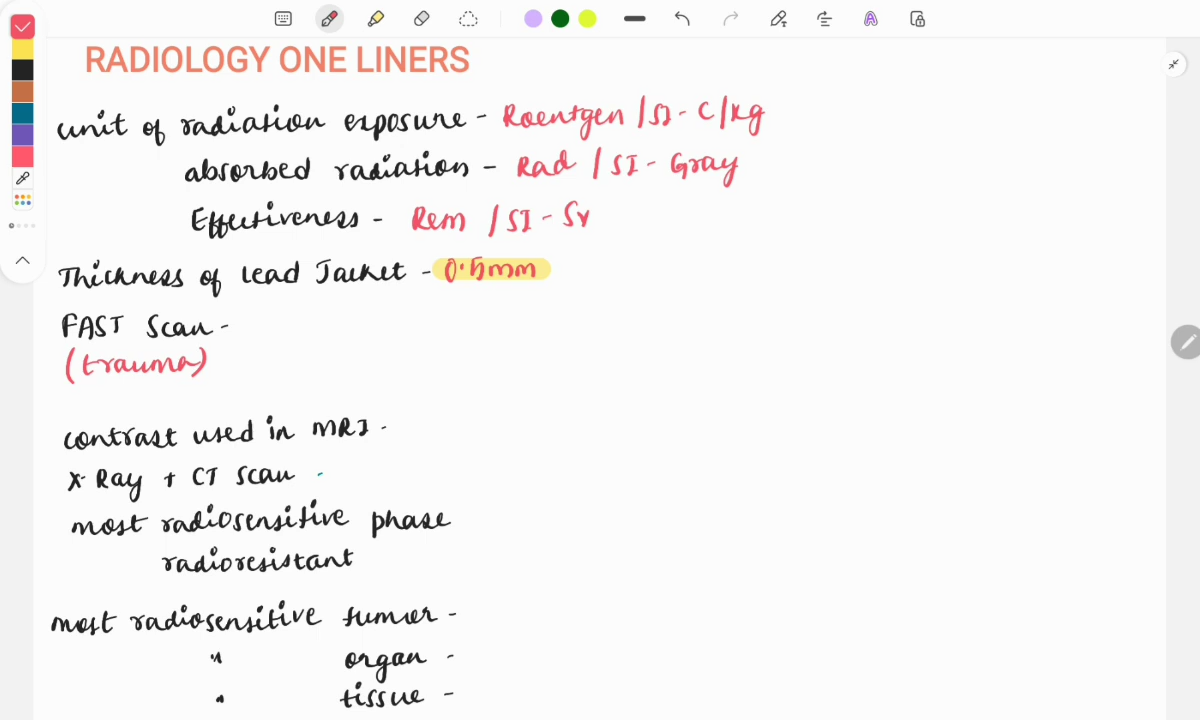 RADIOLOGY ONE LINERS
unit of radiation exposure - Roentgen / SI - C/kg
absorbed radiation - Rad / SI - Gray
Effectiveness - Rem / SI - Sv
Thickness of Lead Jacket - 0.5mm
FAST Scan -
(trauma)
contrast used in MRI -
X-Ray + CT scan -
most radiosensitive phase
radioresistant
most radiosensitive tumor -
" organ -
" tissue -